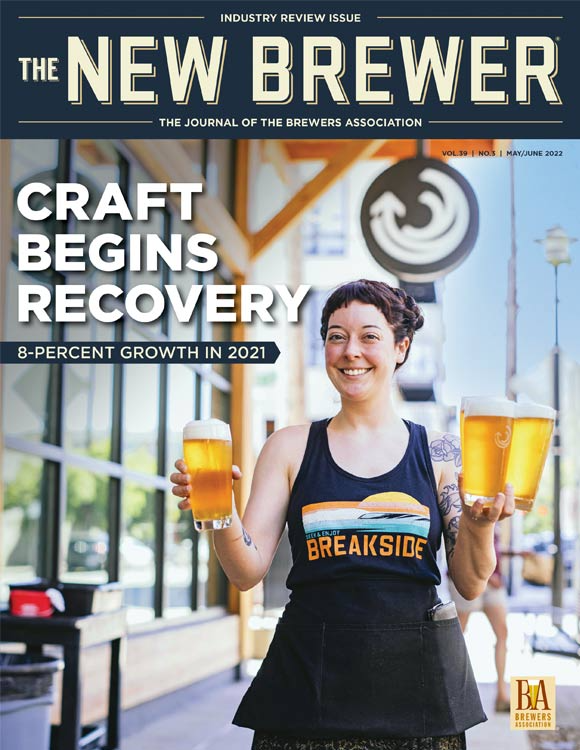 INDUSTRY REVIEW ISSUE
THE NEW BREWER®
THE JOURNAL OF THE BREWERS ASSOCIATION
VOL.39 | NO.3 | MAY/JUNE 2022
CRAFT
BEGINS
RECOVERY
8-PERCENT GROWTH IN 2021
SEEK & ENJOY
BREAKSIDE
BA
BREWERS
ASSOCIATION